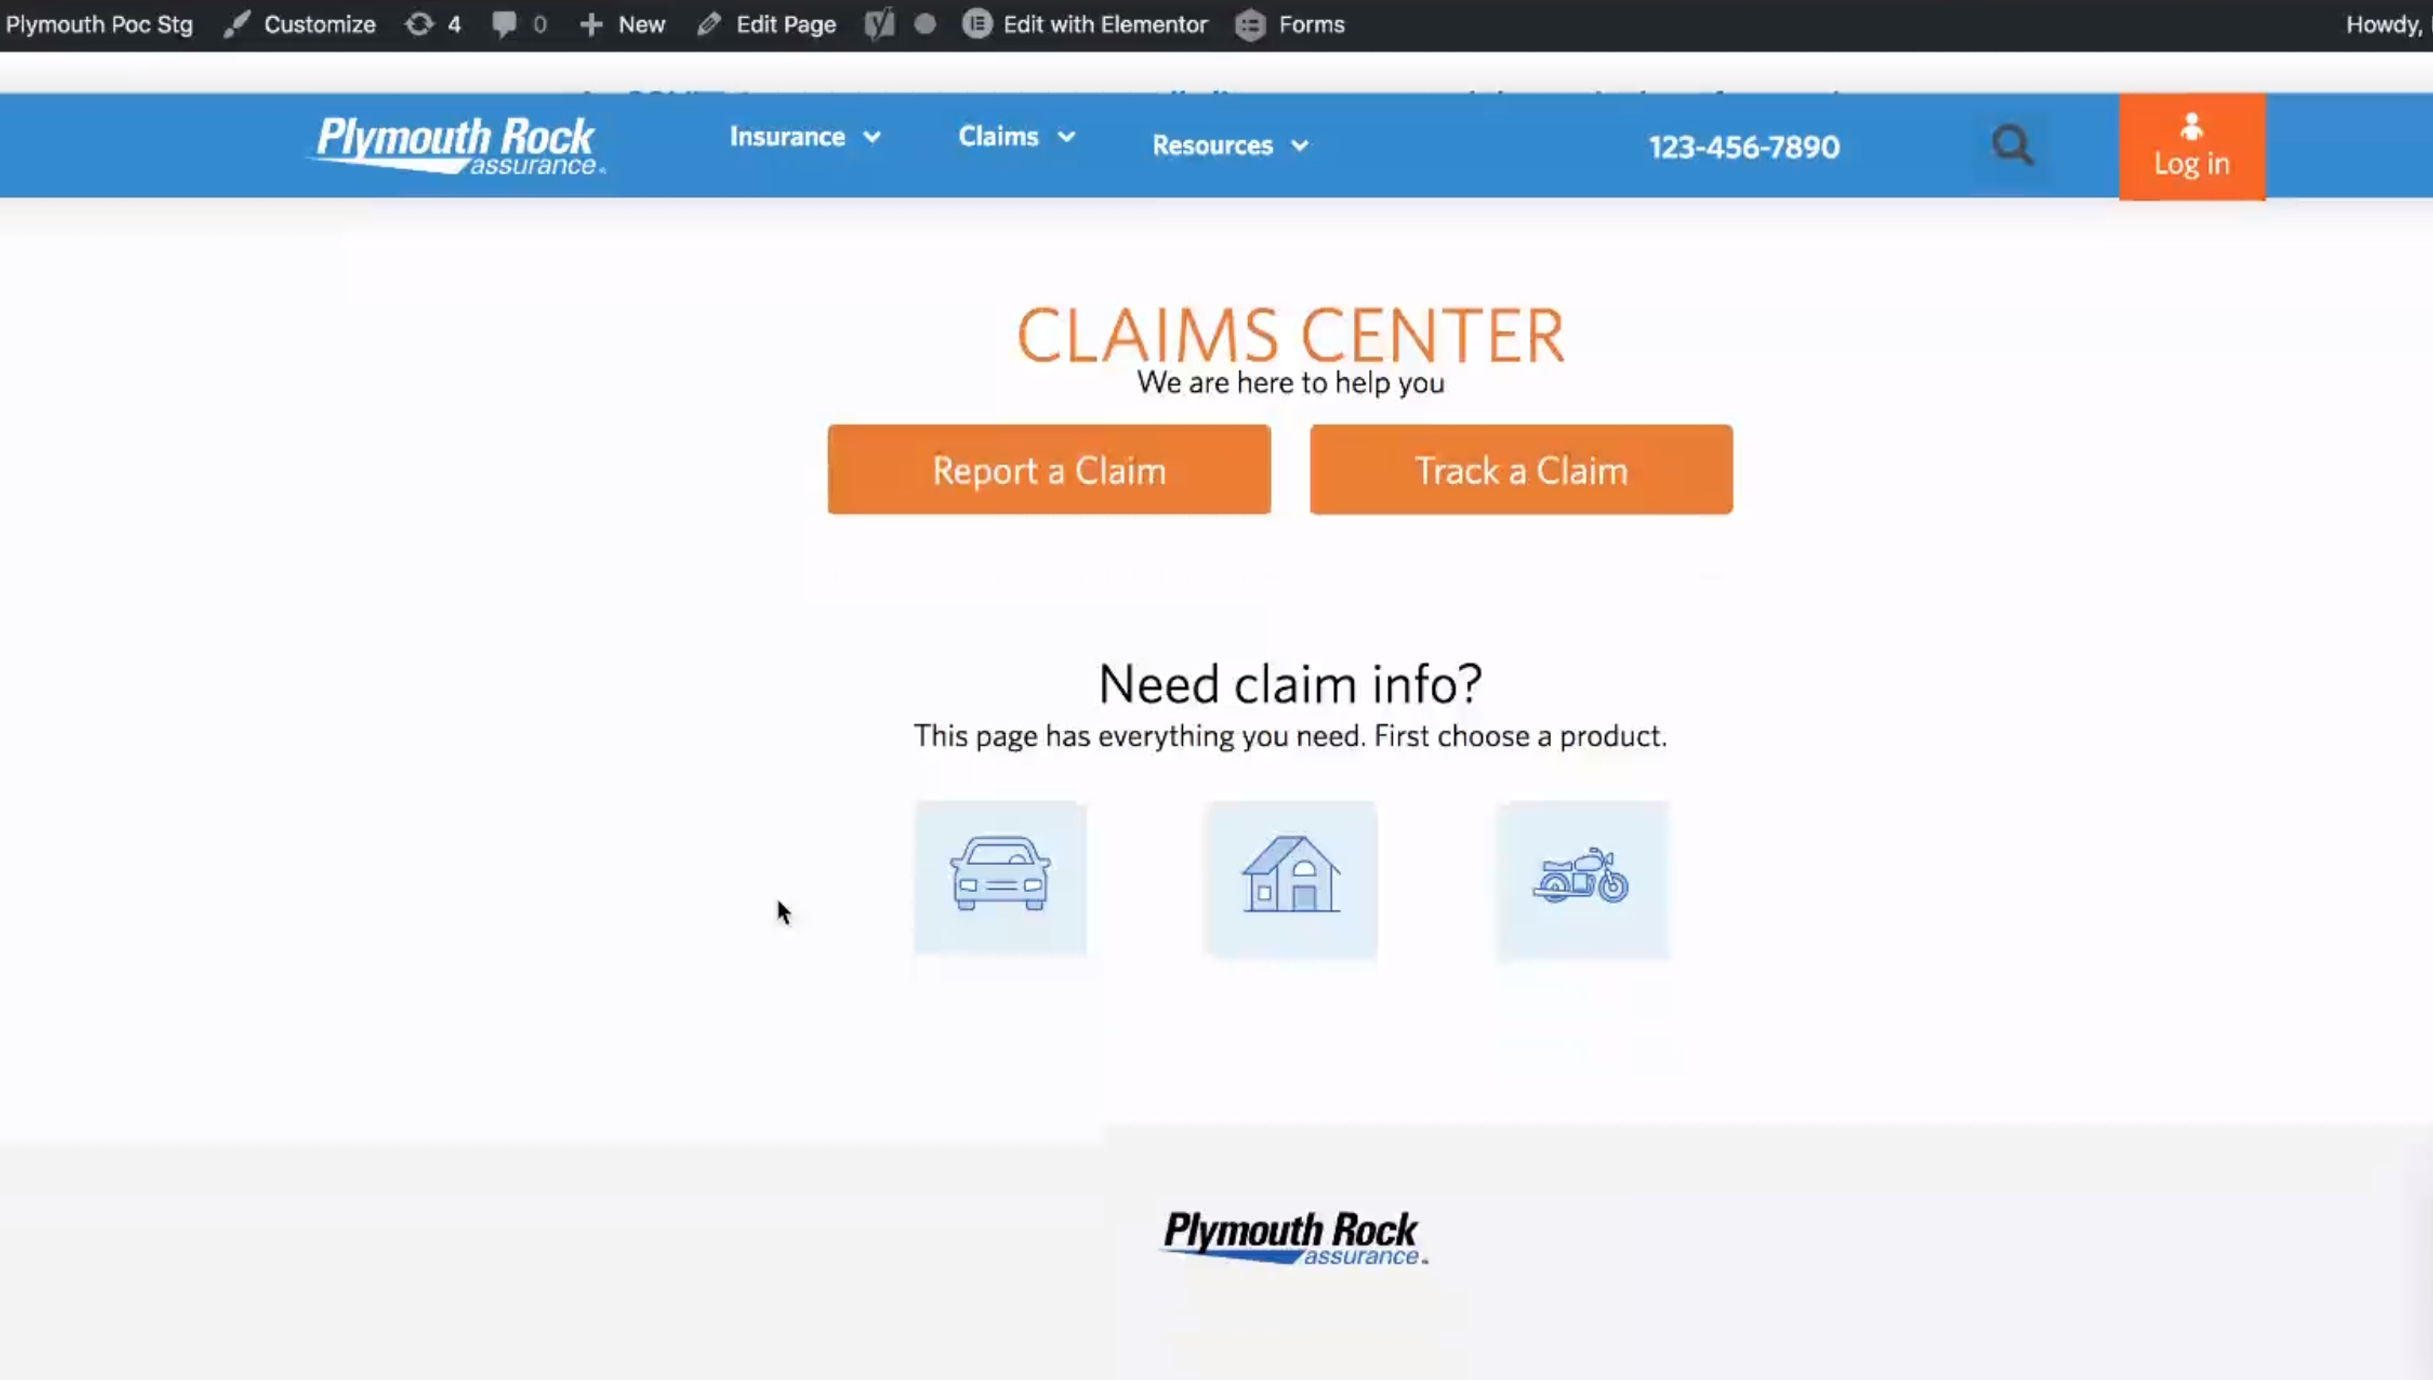 Plymouth Poc Stg Customize 4 0 New Edit Page Edit with Elementor Forms Howdy,
Plymouth Rock
assurance
Insurance Claims Resources 123-456-7890
Log in
CLAIMS CENTER
We are here to help you
Report a Claim Track a Claim
Need claim info?
This page has everything you need. First choose a product.
Plymouth Rock
assurance